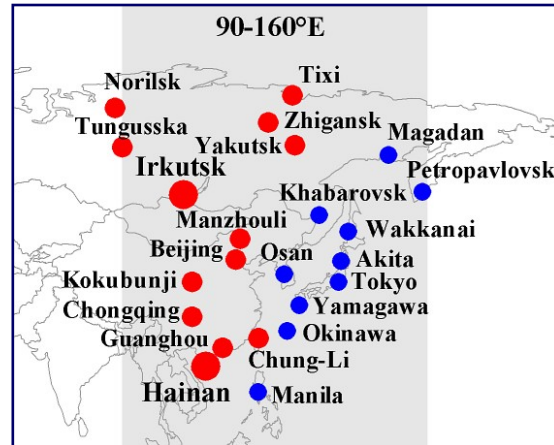 90-160°E
Norilsk
Tixi
Tungusska
Zhigansk
Yakutsk
Magadan
Irkutsk
Petropavlovsk
Khabarovsk
Manzhouli
Wakkanai
Beijing
Osan
Akita
Kokubunji
Tokyo
Chongqing
Yamagawa
Guanghou
Okinawa
Chung-Li
Hainan
Manila